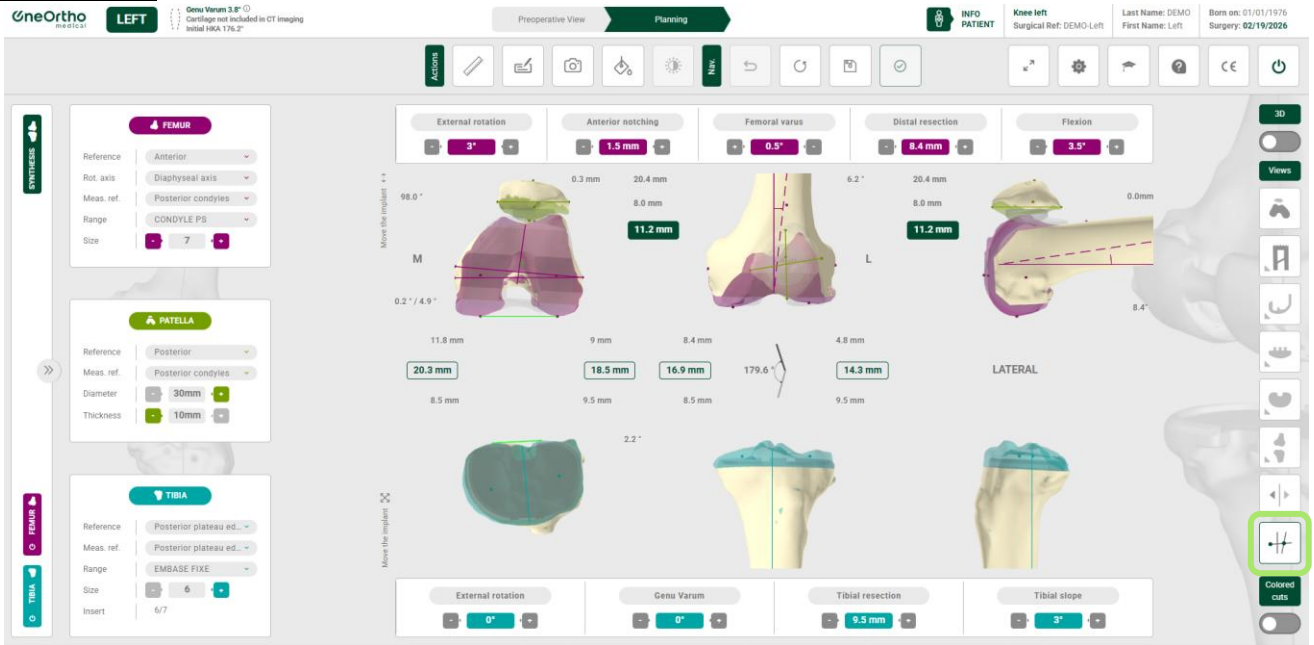 OneOrtho
medical
LEFT
Genu Varum 3.8° ⓘ
Cartilage not included in CT imaging
Initial HKA 176.2°
Preoperative View
Planning
INFO
PATIENT
Knee left
Surgical Ref: DEMO-Left
Last Name: DEMO
First Name: Left
Born on: 01/01/1976
Surgery: 02/19/2026
Actions
Nav.
CE
SYNTHESIS
FEMUR
Reference Anterior
Rot. axis Diaphyseal axis
Meas. ref. Posterior condyles
Range CONDYLE PS
Size - 7 +
PATELLA
Reference Posterior
Meas. ref. Posterior condyles
Diameter - 30mm +
Thickness - 10mm +
TIBIA
Reference Posterior plateau ed...
Meas. ref. Posterior plateau ed...
Range EMBASE FIXE
Size - 6 +
Insert 6/7
FEMUR
TIBIA
External rotation
- 3° +
Anterior notching
- 1.5 mm +
Femoral varus
+ 0.5° -
Distal resection
- 8.4 mm +
Flexion
- 3.5° +
Move the implant
98.0 °
0.3 mm
20.4 mm
8.0 mm
11.2 mm
6.2 °
20.4 mm
8.0 mm
11.2 mm
0.0mm
M
L
0.2 ° / 4.9 °
8.4°
11.8 mm
9 mm
8.4 mm
4.8 mm
20.3 mm
18.5 mm
16.9 mm
179.6 °
14.3 mm
LATERAL
8.5 mm
9.5 mm
8.5 mm
9.5 mm
2.2 °
Move the implant
External rotation
- 0° +
Genu Varum
- 0° +
Tibial resection
- 9.5 mm +
Tibial slope
- 3° +
3D
Views
Colored
cuts